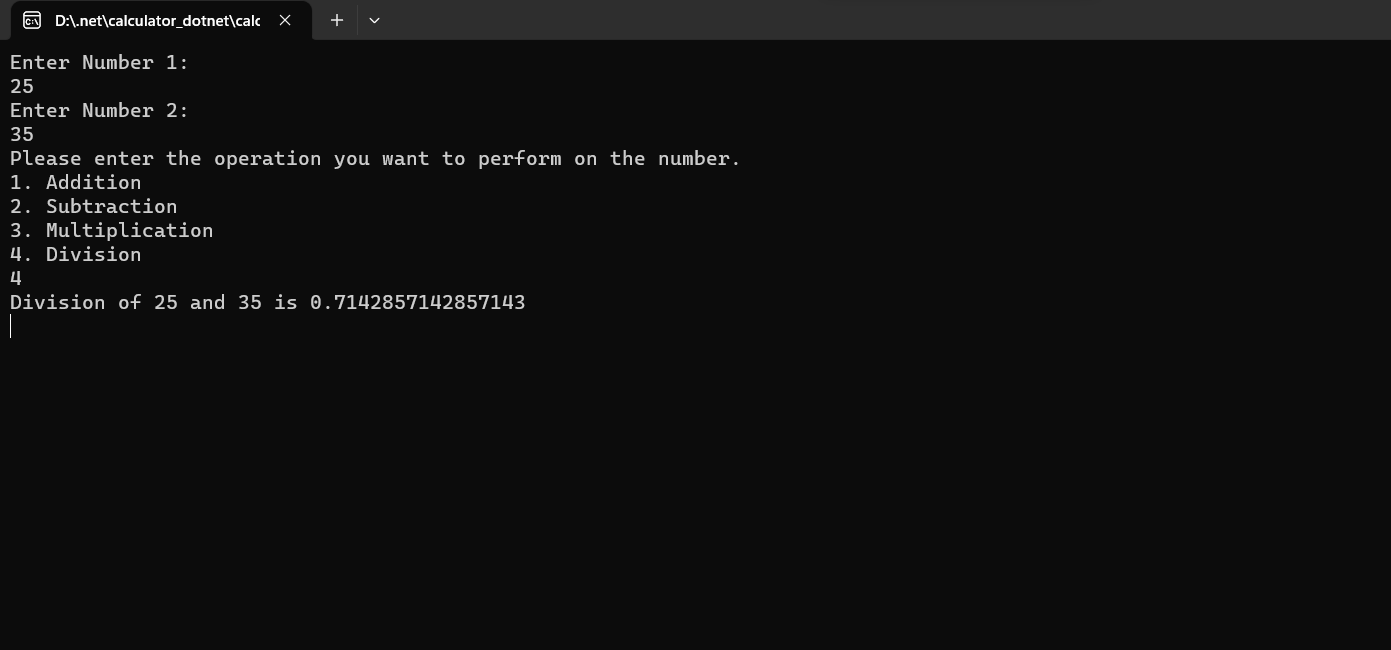 D:\.net\calculator_dotnet\calc
Enter Number 1:
25
Enter Number 2:
35
Please enter the operation you want to perform on the number.
1. Addition
2. Subtraction
3. Multiplication
4. Division
4
Division of 25 and 35 is 0.7142857142857143